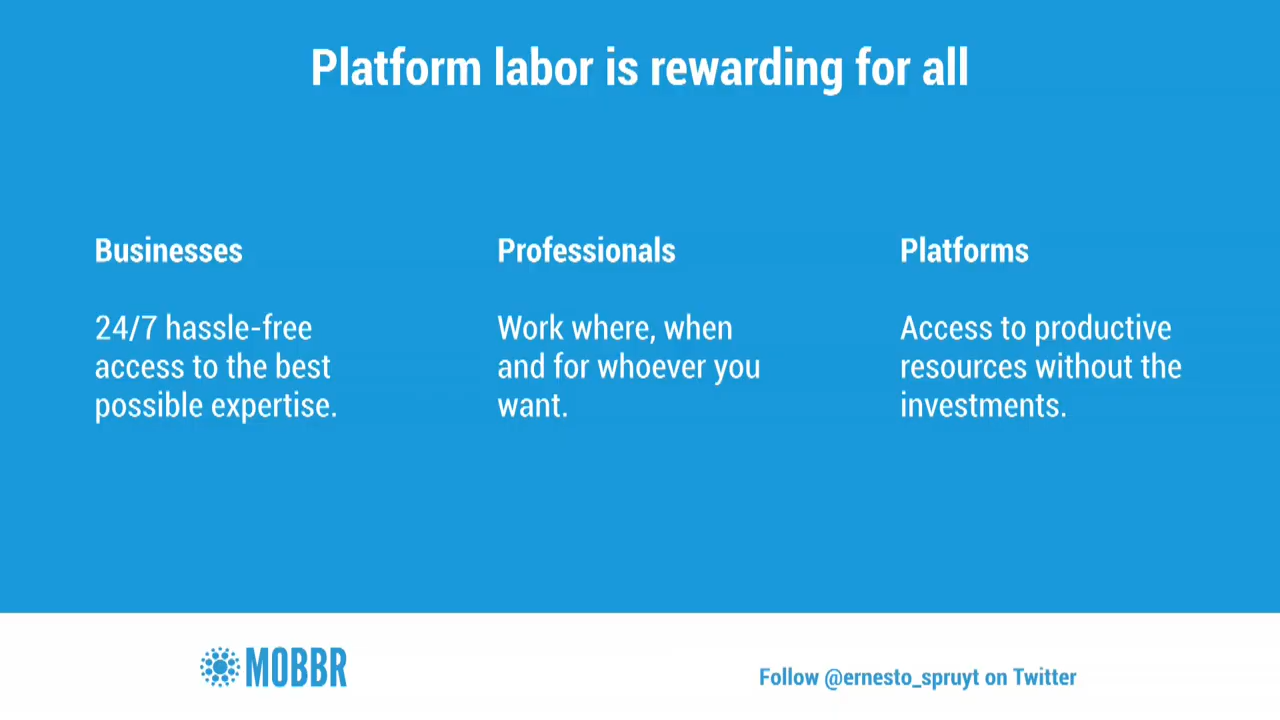 Platform labor is rewarding for all
Businesses
24/7 hassle-free
access to the best
possible expertise.
Professionals
Work where, when
and for whoever you
want.
Platforms
Access to productive
resources without the
investments.
MOBBR
Follow @ernesto_spruyt on Twitter